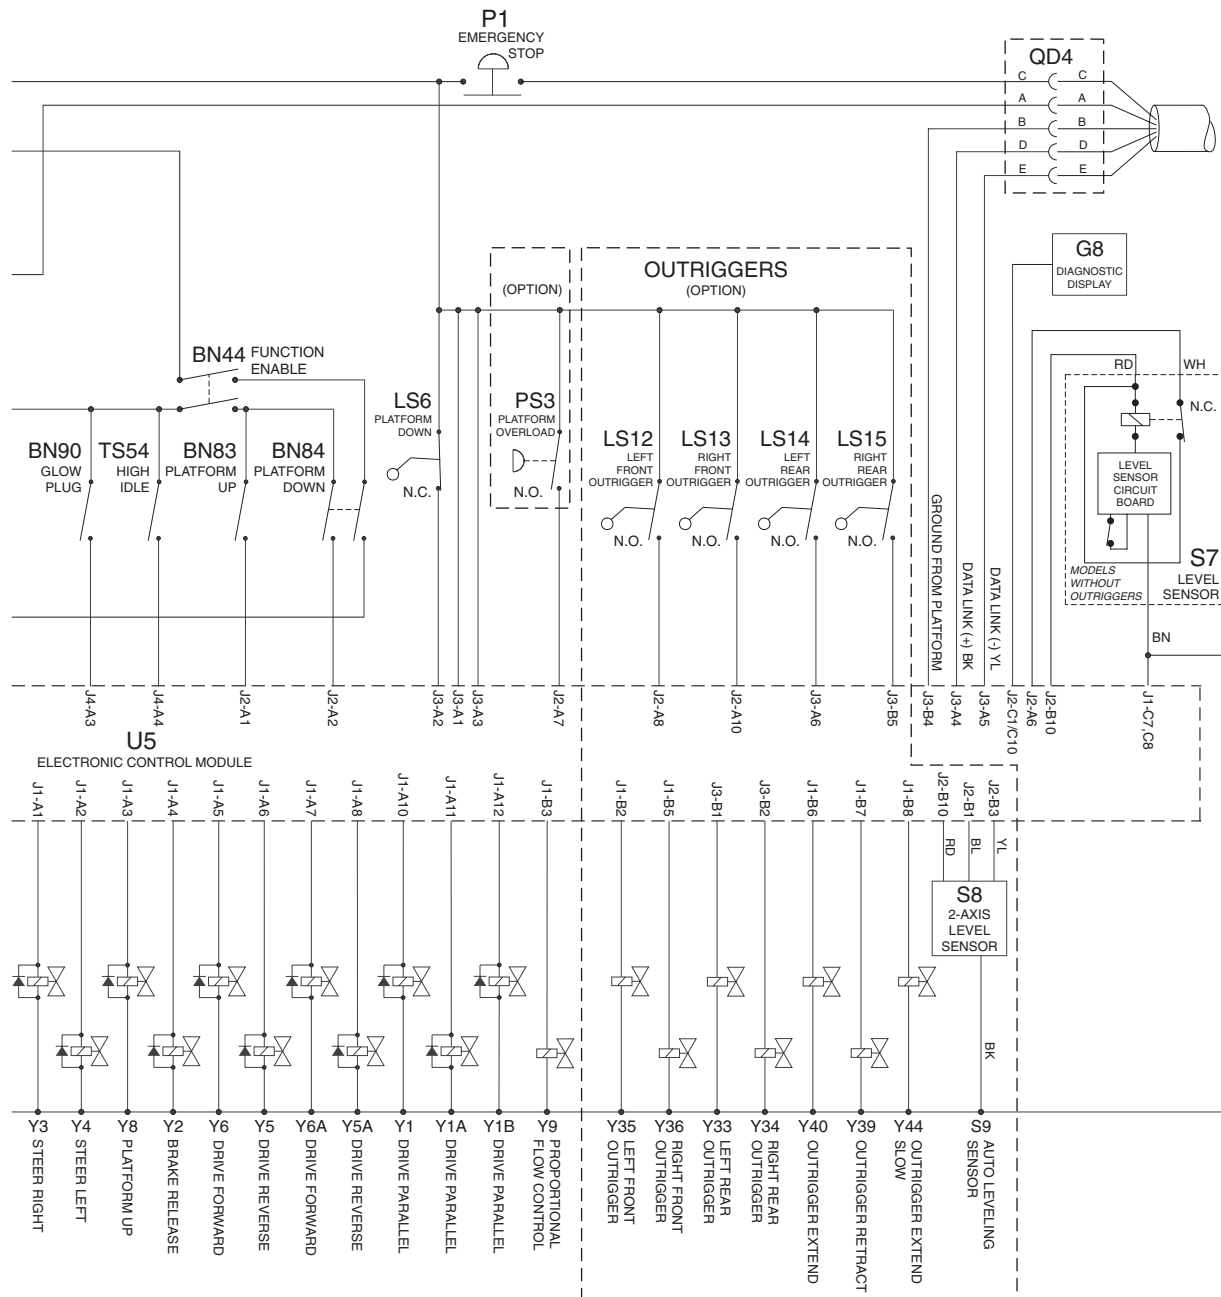 P1
EMERGENCY
STOP
QD4
C C
A A
B B
D D
E E
G8
DIAGNOSTIC
DISPLAY
(OPTION)
OUTRIGGERS
(OPTION)
BN44 FUNCTION
ENABLE
RD
WH
N.C.
LS6
PLATFORM
DOWN
N.C.
PS3
PLATFORM
OVERLOAD
N.O.
BN90
GLOW
PLUG
TS54
HIGH
IDLE
BN83
PLATFORM
UP
BN84
PLATFORM
DOWN
LS12
LEFT
FRONT
OUTRIGGER
N.O.
LS13
RIGHT
FRONT
OUTRIGGER
N.O.
LS14
LEFT
REAR
OUTRIGGER
N.O.
LS15
RIGHT
REAR
OUTRIGGER
N.O.
GROUND FROM PLATFORM
DATA LINK (+) BK
DATA LINK (-) YL
LEVEL
SENSOR
CIRCUIT
BOARD
S7
LEVEL
SENSOR
MODELS
WITHOUT
OUTRIGGERS
BN
J4-A3
J4-A4
J2-A1
J2-A2
J3-A2
J3-A1
J3-A3
J2-A7
J2-A8
J2-A10
J3-A6
J3-B5
J3-B4
J3-A4
J3-A5
J2-C1/C10
J2-A6
J2-B10
J1-C7,C8
U5
ELECTRONIC CONTROL MODULE
J1-A1
J1-A2
J1-A3
J1-A4
J1-A5
J1-A6
J1-A7
J1-A8
J1-A10
J1-A11
J1-A12
J1-B3
J1-B2
J1-B5
J3-B1
J3-B2
J1-B6
J1-B7
J1-B8
J2-B10
J2-B1
J2-B3
RD
BL
YL
S8
2-AXIS
LEVEL
SENSOR
BK
Y3
STEER RIGHT
Y4
STEER LEFT
Y8
PLATFORM UP
Y2
BRAKE RELEASE
Y6
DRIVE FORWARD
Y5
DRIVE REVERSE
Y6A
DRIVE FORWARD
Y5A
DRIVE REVERSE
Y1
DRIVE PARALLEL
Y1A
DRIVE PARALLEL
Y1B
DRIVE PARALLEL
Y9
PROPORTIONAL
FLOW CONTROL
Y35
LEFT FRONT
OUTRIGGER
Y36
RIGHT FRONT
OUTRIGGER
Y33
LEFT REAR
OUTRIGGER
Y34
RIGHT REAR
OUTRIGGER
Y40
OUTRIGGER EXTEND
Y39
OUTRIGGER RETRACT
Y44
OUTRIGGER EXTEND
SLOW
S9
AUTO LEVELING
SENSOR